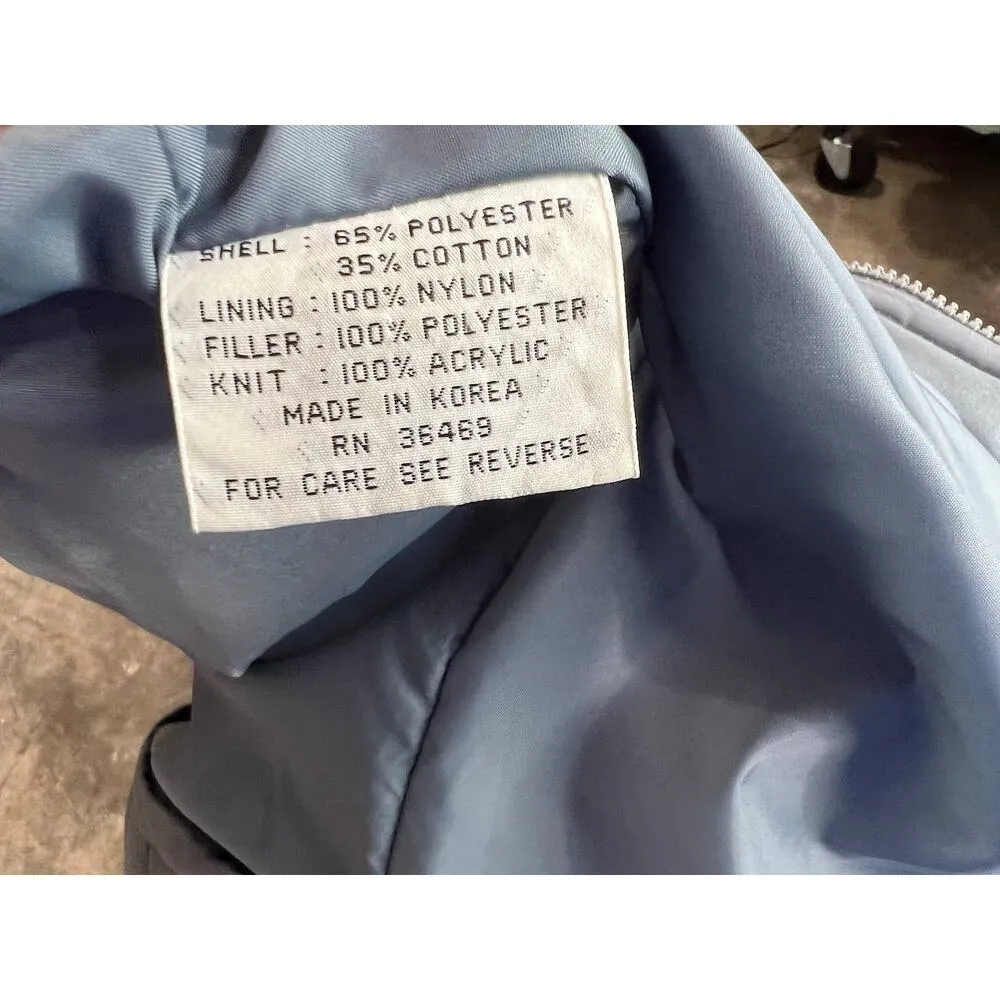 SHELL : 65% POLYESTER
35% COTTON
LINING : 100% NYLON
FILLER : 100% POLYESTER
KNIT : 100% ACRYLIC
MADE IN KOREA
RN 36469
FOR CARE SEE REVERSE